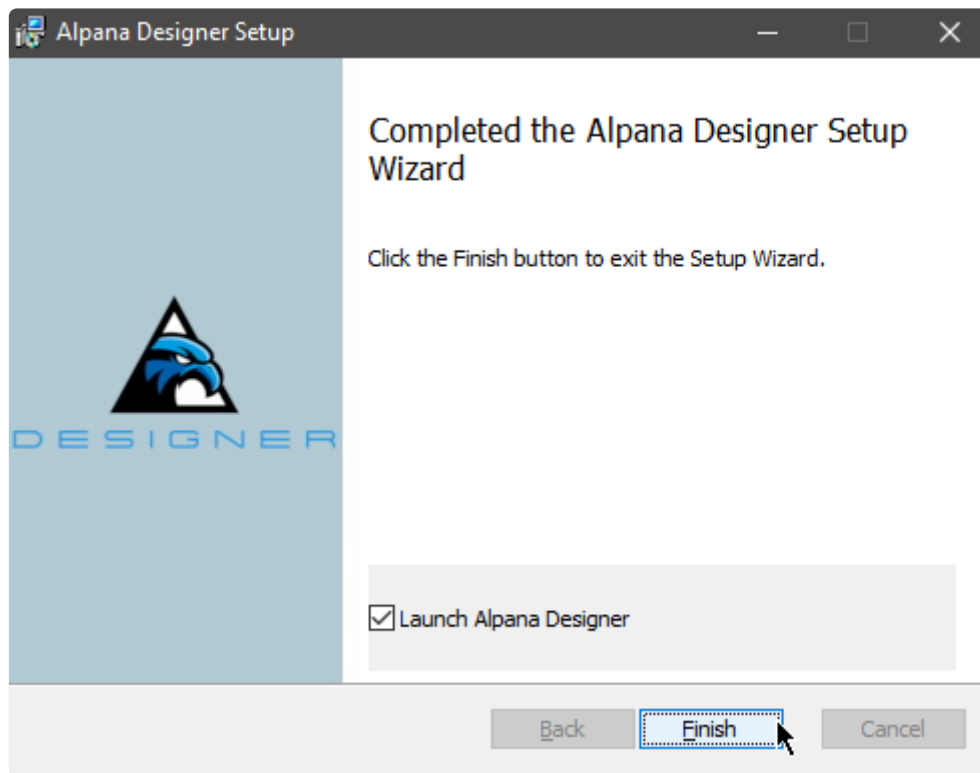 Alpana Designer Setup
Completed the Alpana Designer Setup
Wizard
Click the Finish button to exit the Setup Wizard.
DESIGNER
Launch Alpana Designer
Back
Finish
Cancel